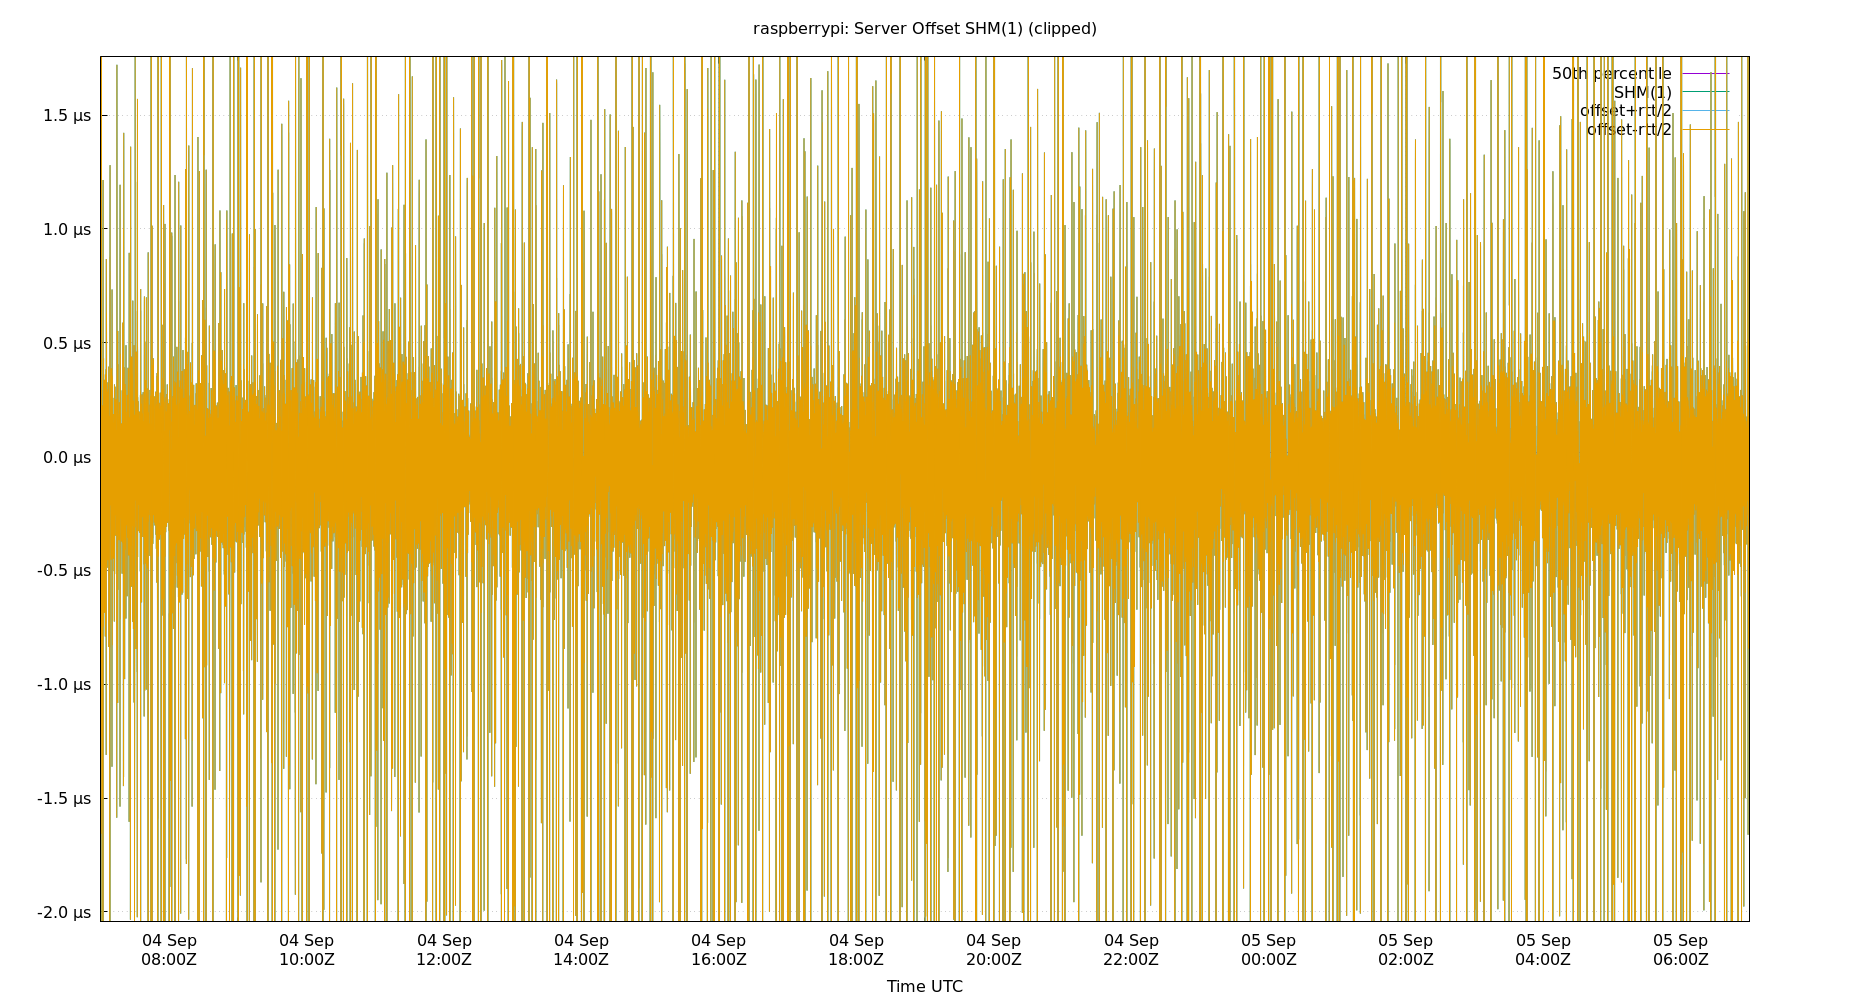 raspberrypi: Server Offset SHM(1) (clipped)
50th percentile
SHM(1)
offset+rtt/2
offset-rtt/2
1.5 µs
1.0 µs
0.5 µs
0.0 µs
-0.5 µs
-1.0 µs
-1.5 µs
-2.0 µs
04 Sep 04 Sep 04 Sep 04 Sep 04 Sep 04 Sep 04 Sep 04 Sep 05 Sep 05 Sep 05 Sep 05 Sep
08:00Z 10:00Z 12:00Z 14:00Z 16:00Z 18:00Z 20:00Z 22:00Z 00:00Z 02:00Z 04:00Z 06:00Z
Time UTC